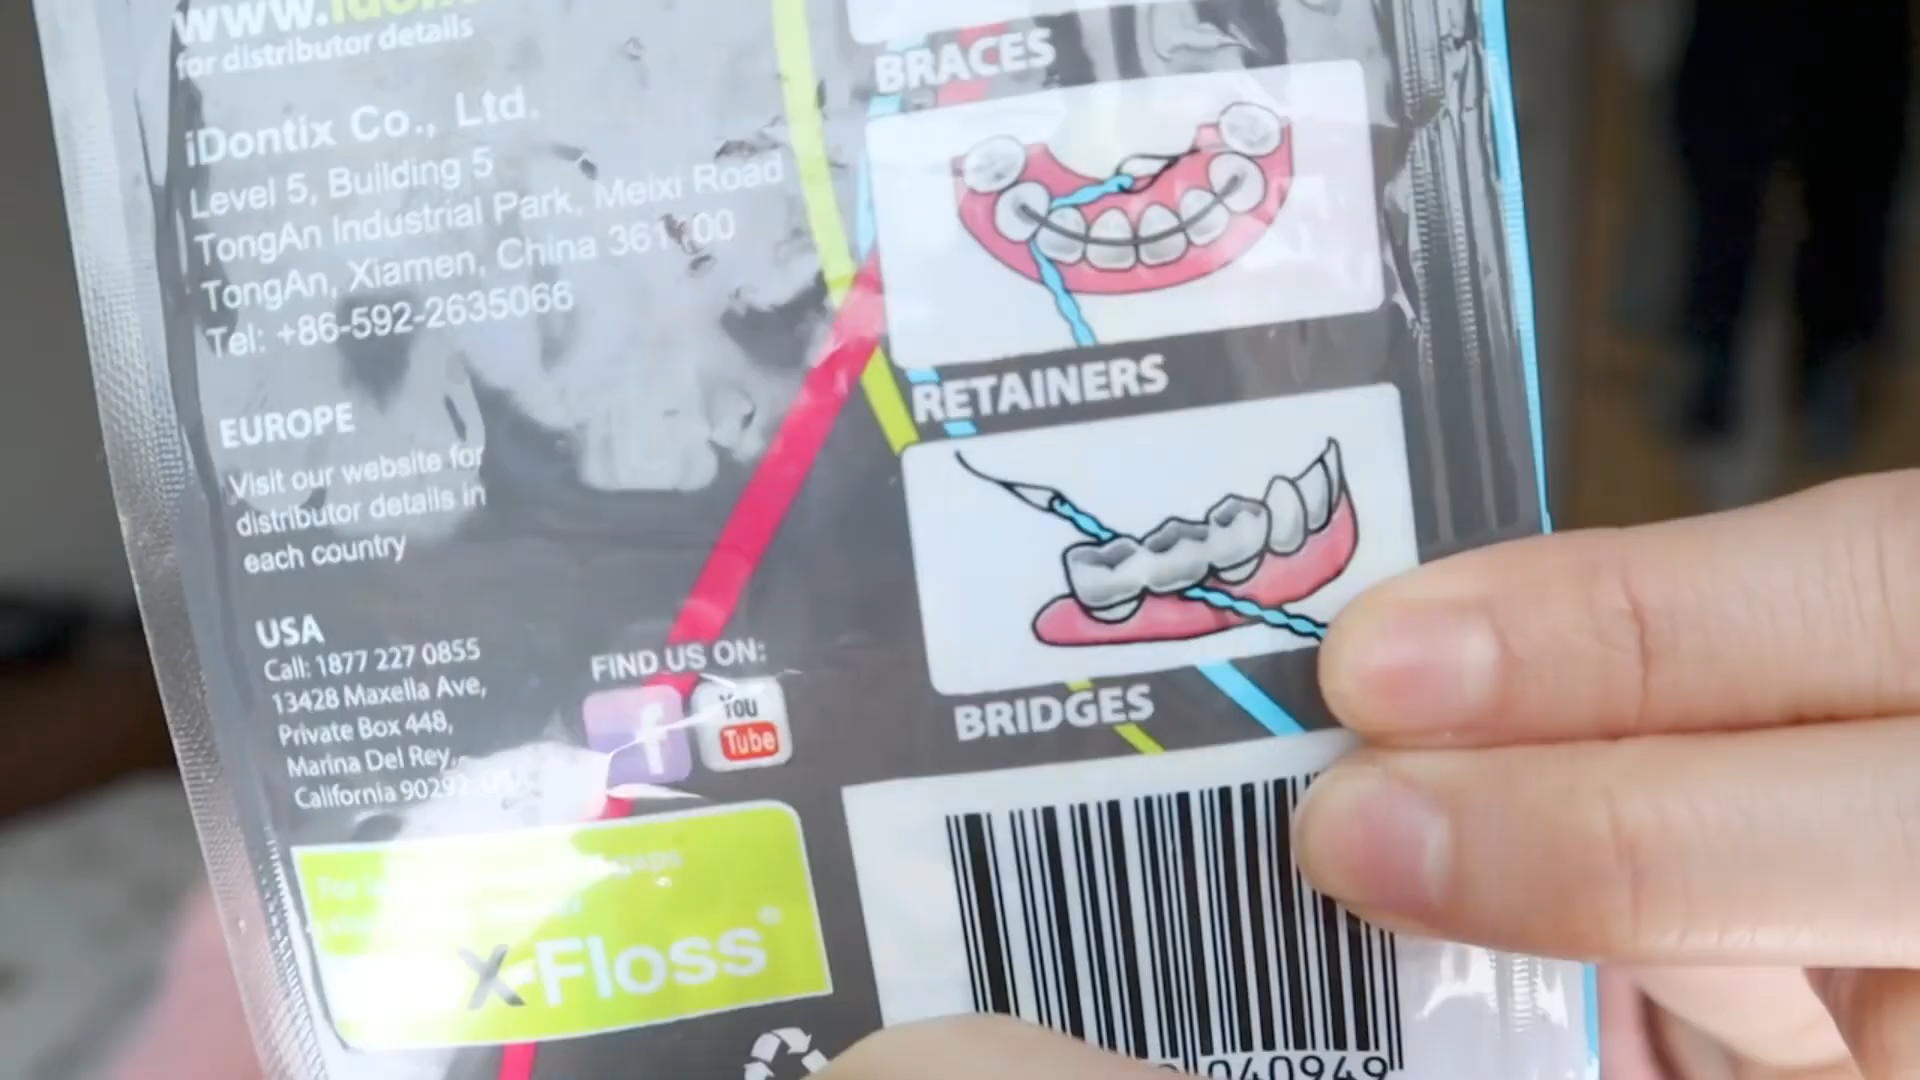 www.
for distributor details
iDontix Co., Ltd.
Level 5, Building 5
TongAn Industrial Park, Meixi Road
TongAn, Xiamen, China
Tel: +86-592-2635066
EUROPE
Visit our website for
distributor details in
each country
USA
Call: 1877 227 0855
13428 Maxella Ave,
Private Box 448,
Marina Del Rey,
California 90292
FIND US ON:
f
You
Tube
X-Floss®
BRACES
RETAINERS
BRIDGES
040949